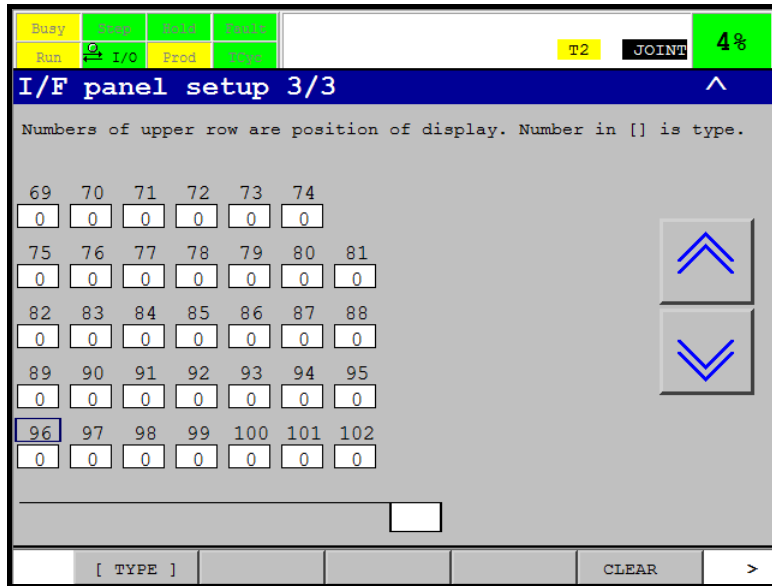 Busy Step Hold Fault
Run I/O Prod TCyc
T2 JOINT 4%
I/F panel setup 3/3
Numbers of upper row are position of display. Number in [] is type.
69 70 71 72 73 74
0 0 0 0 0 0
75 76 77 78 79 80 81
0 0 0 0 0 0 0
82 83 84 85 86 87 88
0 0 0 0 0 0 0
89 90 91 92 93 94 95
0 0 0 0 0 0 0
96 97 98 99 100 101 102
0 0 0 0 0 0 0
[ TYPE ] CLEAR >